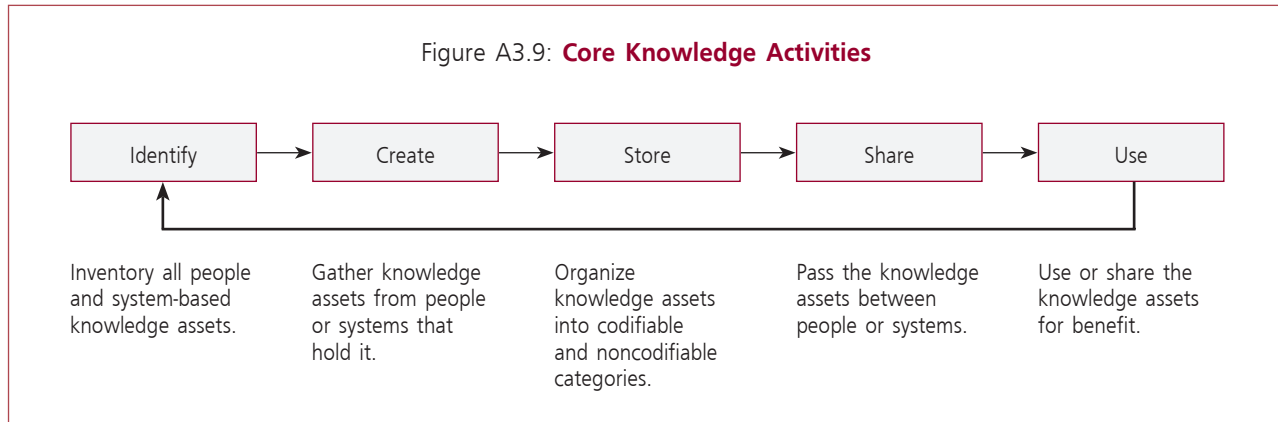 Figure A3.9: Core Knowledge Activities
Identify
Create
Store
Share
Use
Inventory all people
and system-based
knowledge assets.
Gather knowledge
assets from people
or systems that
hold it.
Organize
knowledge assets
into codifiable
and noncodifiable
categories.
Pass the knowledge
assets between
people or systems.
Use or share the
knowledge assets
for benefit.